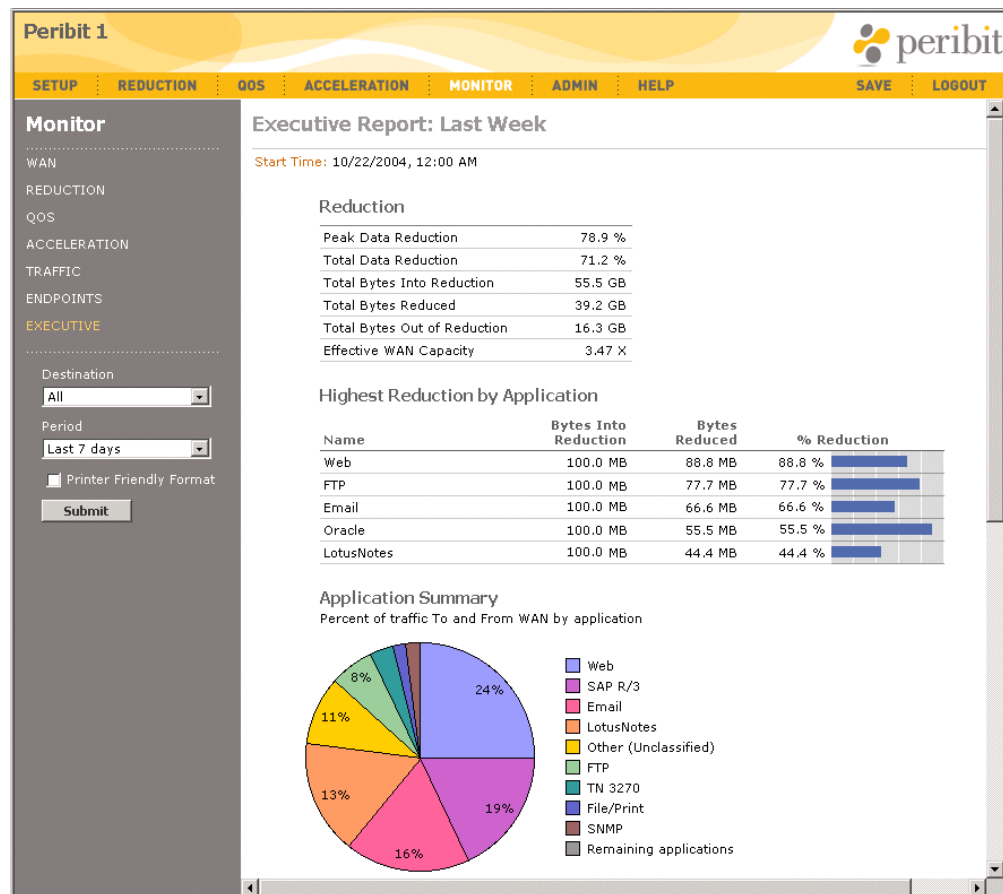 Peribit 1
peribit
SETUP REDUCTION QOS ACCELERATION MONITOR ADMIN HELP SAVE LOGOUT
Monitor
WAN
REDUCTION
QOS
ACCELERATION
TRAFFIC
ENDPOINTS
EXECUTIVE
Destination
All
Period
Last 7 days
Printer Friendly Format
Submit
Executive Report: Last Week
Start Time: 10/22/2004, 12:00 AM
Reduction
Peak Data Reduction 78.9 %
Total Data Reduction 71.2 %
Total Bytes Into Reduction 55.5 GB
Total Bytes Reduced 39.2 GB
Total Bytes Out of Reduction 16.3 GB
Effective WAN Capacity 3.47 X
Highest Reduction by Application
Bytes Into Bytes
Name Reduction Reduced % Reduction
Web 100.0 MB 88.8 MB 88.8 %
FTP 100.0 MB 77.7 MB 77.7 %
Email 100.0 MB 66.6 MB 66.6 %
Oracle 100.0 MB 55.5 MB 55.5 %
LotusNotes 100.0 MB 44.4 MB 44.4 %
Application Summary
Percent of traffic To and From WAN by application
24%
19%
16%
13%
11%
8%
Web
SAP R/3
Email
LotusNotes
Other (Unclassified)
FTP
TN 3270
File/Print
SNMP
Remaining applications